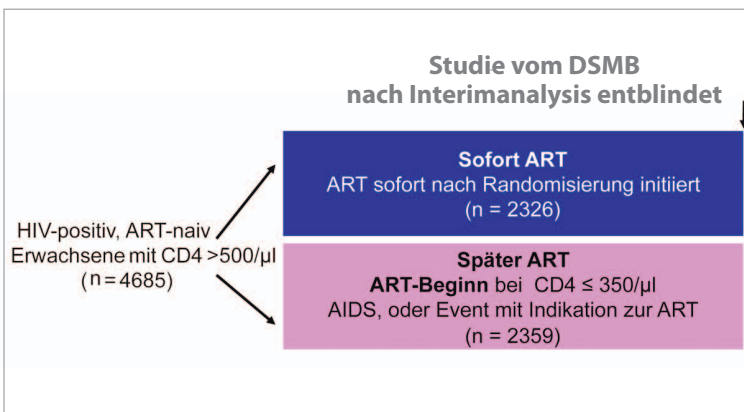 Studie vom DSMB
nach Interimanalysis entblindet
HIV-positiv, ART-naiv
Erwachsene mit CD4 >500/µl
(n=4685)
Sofort ART
ART sofort nach Randomisierung initiiert
(n = 2326)
Später ART
ART-Beginn bei CD4 ≤ 350/µl
AIDS, oder Event mit Indikation zur ART
(n = 2359)